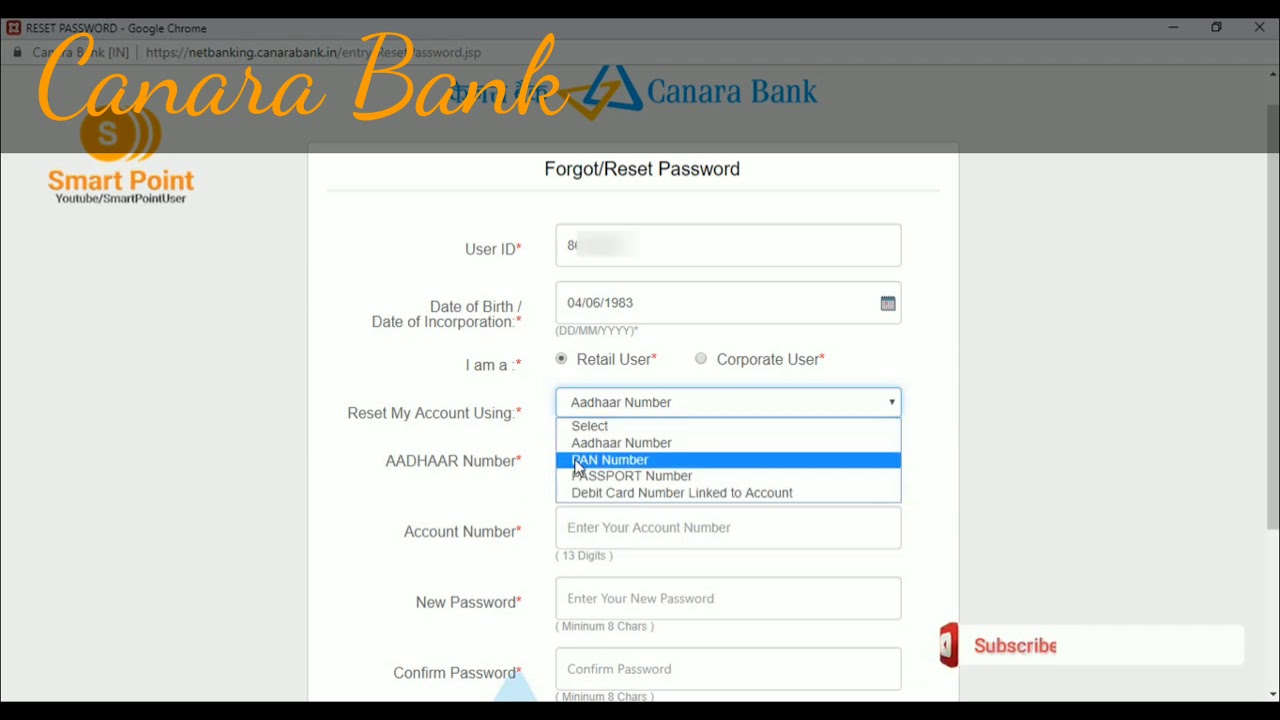 RESET PASSWORD - Google Chrome
Canara Bank [IN] | https://netbanking.canarabank.in/entry/ResetPassword.jsp
Canara Bank
Canara Bank
S
Smart Point
Youtube/SmartPointUser
Forgot/Reset Password
User ID*
Date of Birth /
Date of Incorporation:*
04/06/1983
(DD/MM/YYYY)*
I am a :*
Retail User*
Corporate User*
Reset My Account Using:*
Aadhaar Number
Select
Aadhaar Number
AADHAAR Number*
PAN Number
PASSPORT Number
Debit Card Number Linked to Account
Account Number*
Enter Your Account Number
( 13 Digits )
New Password*
Enter Your New Password
( Mininum 8 Chars )
Confirm Password*
Confirm Password
( Mininum 8 Chars )
Subscribe